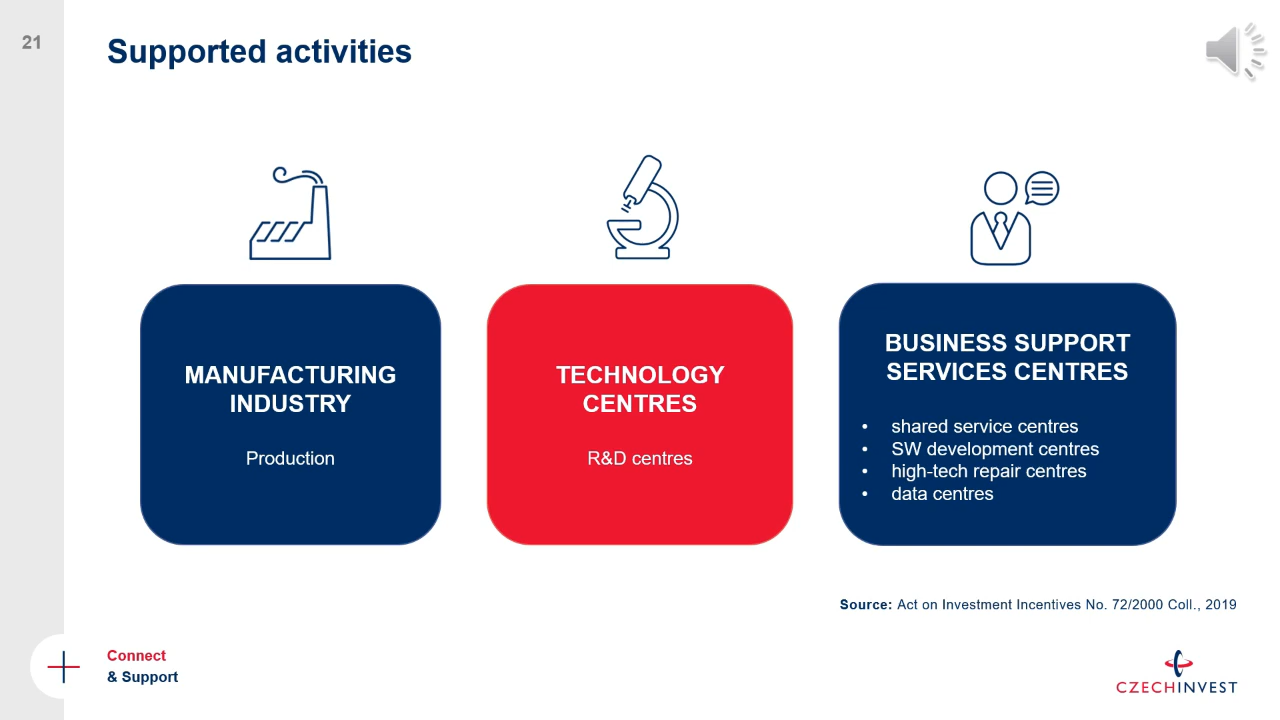 21
Supported activities
MANUFACTURING
INDUSTRY
Production
TECHNOLOGY
CENTRES
R&D centres
BUSINESS SUPPORT
SERVICES CENTRES
• shared service centres
• SW development centres
• high-tech repair centres
• data centres
Source: Act on Investment Incentives No. 72/2000 Coll., 2019
Connect
& Support
CZECHINVEST